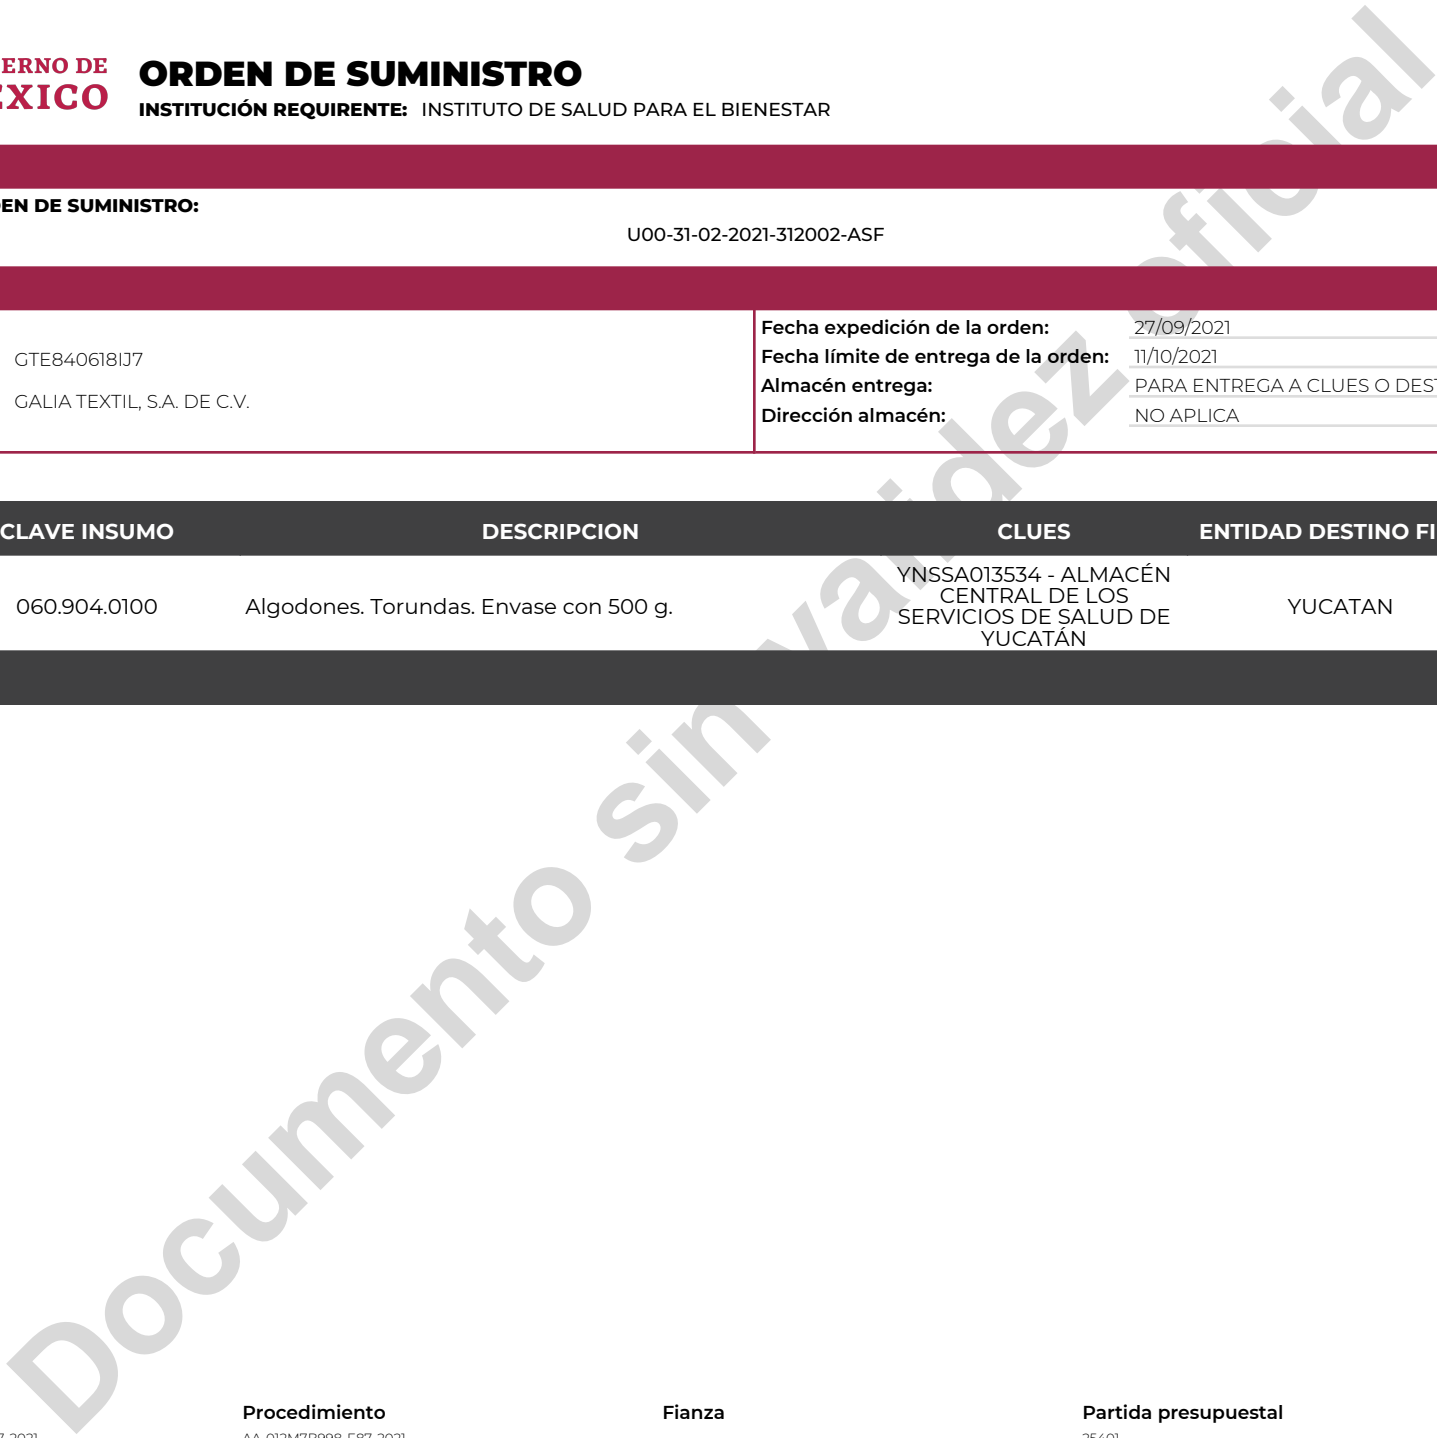 ERNO DE
EXICO
ORDEN DE SUMINISTRO
INSTITUCIÓN REQUIRENTE: INSTITUTO DE SALUD PARA EL BIENESTAR
EN DE SUMINISTRO:
U00-31-02-2021-312002-ASF
GTE840618IJ7
GALIA TEXTIL, S.A. DE C.V.
Fecha expedición de la orden: 27/09/2021
Fecha límite de entrega de la orden: 11/10/2021
Almacén entrega: PARA ENTREGA A CLUES O DEST
Dirección almacén: NO APLICA
CLAVE INSUMO DESCRIPCION CLUES ENTIDAD DESTINO FI
060.904.0100 Algodones. Torundas. Envase con 500 g. YNSSA013534 - ALMACÉN
CENTRAL DE LOS
SERVICIOS DE SALUD DE
YUCATÁN
YUCATAN
Documento sin validez oficial
Procedimiento Fianza Partida presupuestal